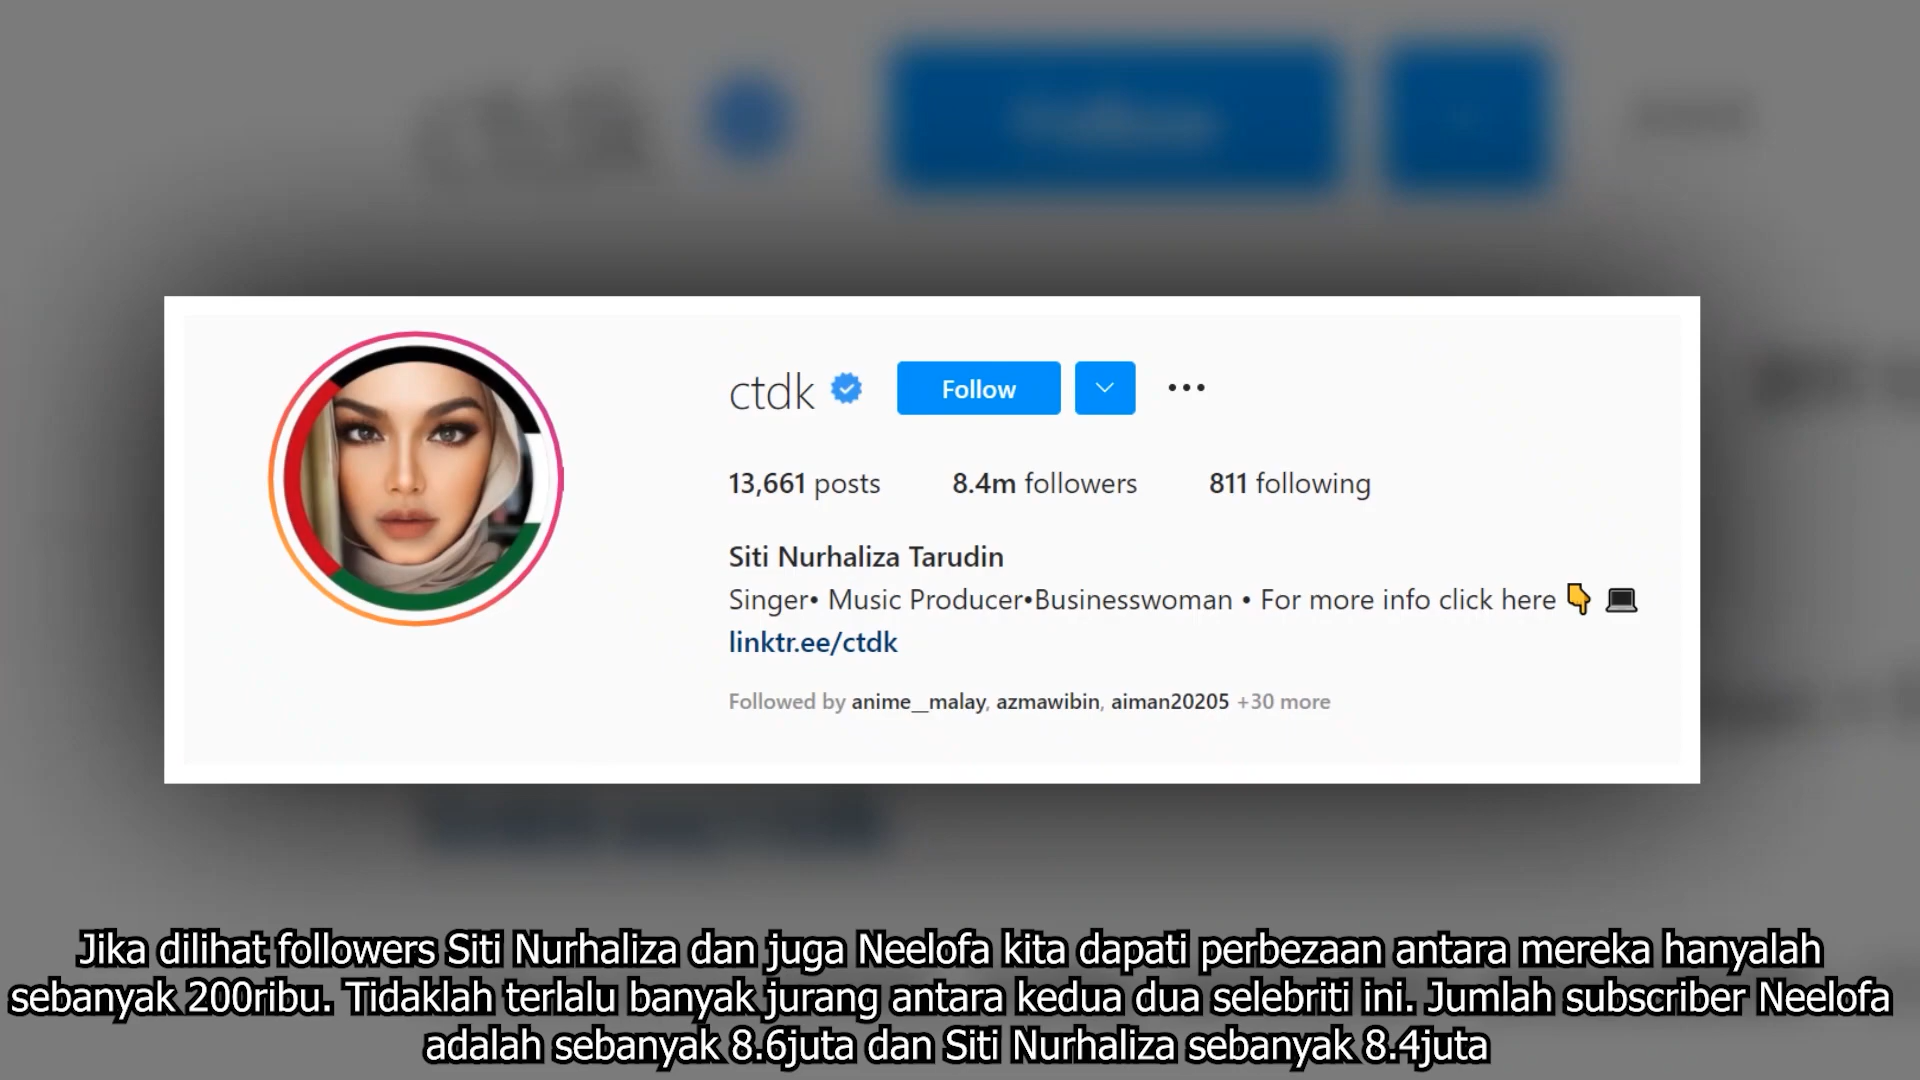 ctdk
Follow
13,661 posts 8.4m followers 811 following
Siti Nurhaliza Tarudin
Singer• Music Producer•Businesswoman • For more info click here 👇 💻
linktr.ee/ctdk
Followed by anime__malay, azmawibin, aiman20205 +30 more
Jika dilihat followers Siti Nurhaliza dan juga Neelofa kita dapati perbezaan antara mereka hanyalah
sebanyak 200ribu. Tidaklah terlalu banyak jurang antara kedua dua selebriti ini. Jumlah subscriber Neelofa
adalah sebanyak 8.6juta dan Siti Nurhaliza sebanyak 8.4juta